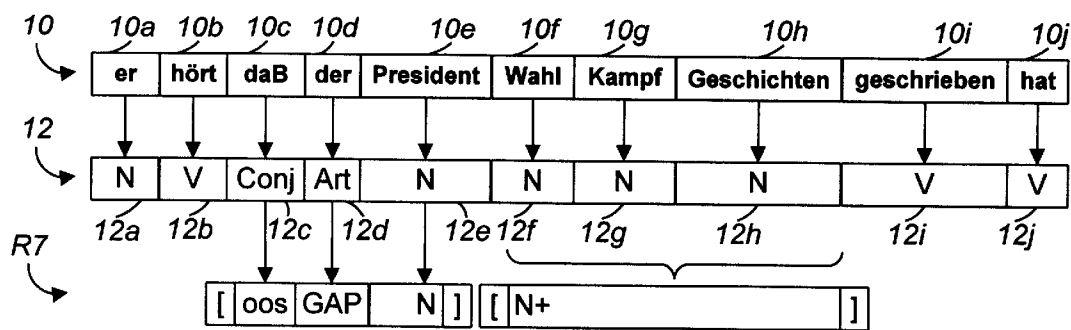 10 10a 10b 10c 10d 10e 10f 10g 10h 10i 10j
er hört daB der President Wahl Kampf Geschichten geschrieben hat
12 N V Conj Art N N N N V V
12a 12b 12c 12d 12e 12f 12g 12h 12i 12j
R7
[ oos GAP N ] [ N+ ]